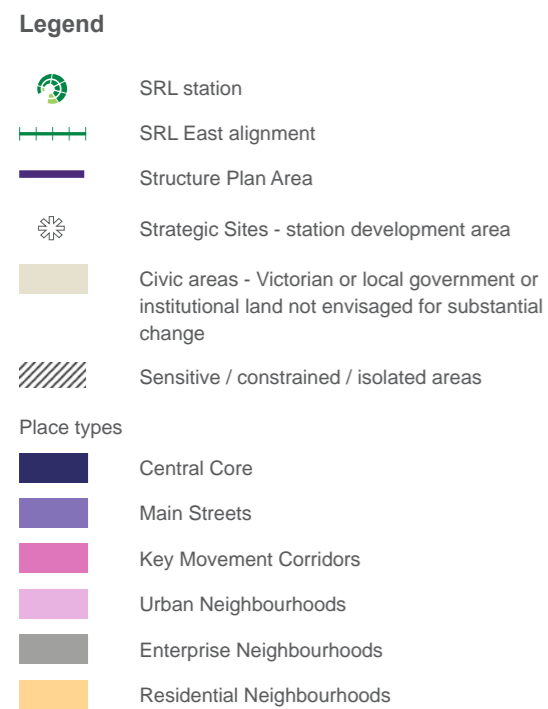 Legend
SRL station
SRL East alignment
Structure Plan Area
Strategic Sites - station development area
Civic areas - Victorian or local government or
institutional land not envisaged for substantial
change
Sensitive / constrained / isolated areas
Place types
Central Core
Main Streets
Key Movement Corridors
Urban Neighbourhoods
Enterprise Neighbourhoods
Residential Neighbourhoods